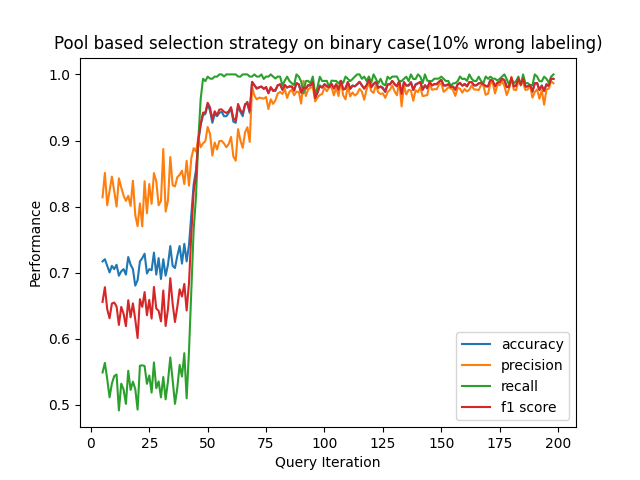 Pool based selection strategy on binary case(10% wrong labeling)
1.0
0.9
0.8
0.7
0.6
0.5
Performance
0 25 50 75 100 125 150 175 200
Query Iteration
accuracy
precision
recall
f1 score